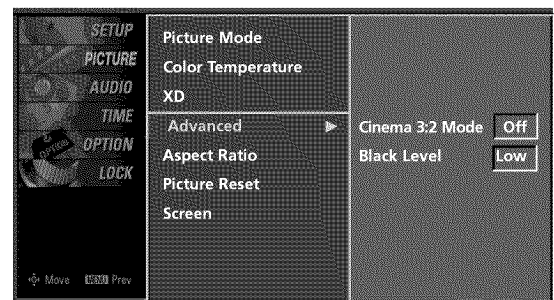 SETUP
PICTURE
AUDIO
TIME
OPTION
LOCK
Move MENU Prev
Picture Mode
Color Temperature
XD
Advanced
Aspect Ratio
Picture Reset
Screen
Cinema 3:2 Mode Off
Black Level Low
OPTION